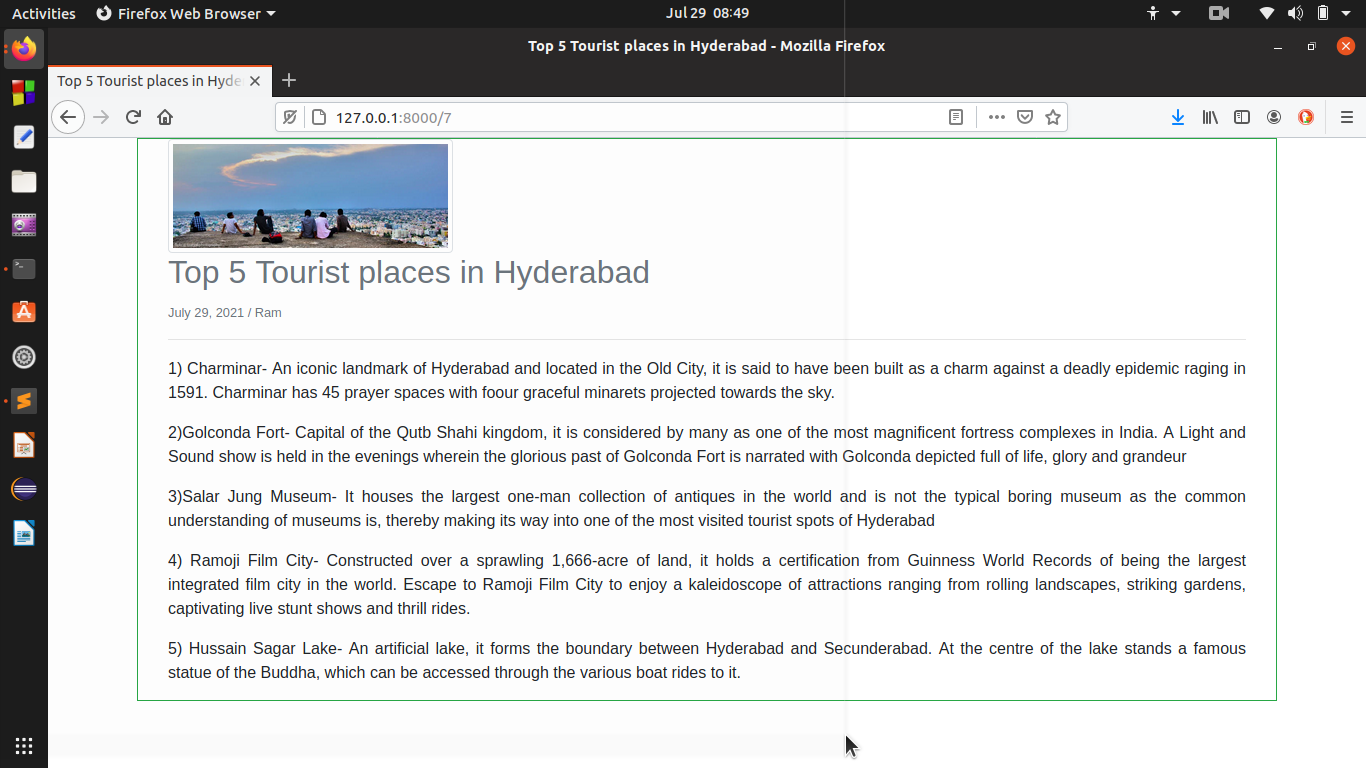 Activities Firefox Web Browser Jul 29 08:49
Top 5 Tourist places in Hyderabad - Mozilla Firefox
Top 5 Tourist places in Hyde
127.0.0.1:8000/7
Top 5 Tourist places in Hyderabad
July 29, 2021 / Ram
1) Charminar- An iconic landmark of Hyderabad and located in the Old City, it is said to have been built as a charm against a deadly epidemic raging in
1591. Charminar has 45 prayer spaces with foour graceful minarets projected towards the sky.
2)Golconda Fort- Capital of the Qutb Shahi kingdom, it is considered by many as one of the most magnificent fortress complexes in India. A Light and
Sound show is held in the evenings wherein the glorious past of Golconda Fort is narrated with Golconda depicted full of life, glory and grandeur
3)Salar Jung Museum- It houses the largest one-man collection of antiques in the world and is not the typical boring museum as the common
understanding of museums is, thereby making its way into one of the most visited tourist spots of Hyderabad
4) Ramoji Film City- Constructed over a sprawling 1,666-acre of land, it holds a certification from Guinness World Records of being the largest
integrated film city in the world. Escape to Ramoji Film City to enjoy a kaleidoscope of attractions ranging from rolling landscapes, striking gardens,
captivating live stunt shows and thrill rides.
5) Hussain Sagar Lake- An artificial lake, it forms the boundary between Hyderabad and Secunderabad. At the centre of the lake stands a famous
statue of the Buddha, which can be accessed through the various boat rides to it.